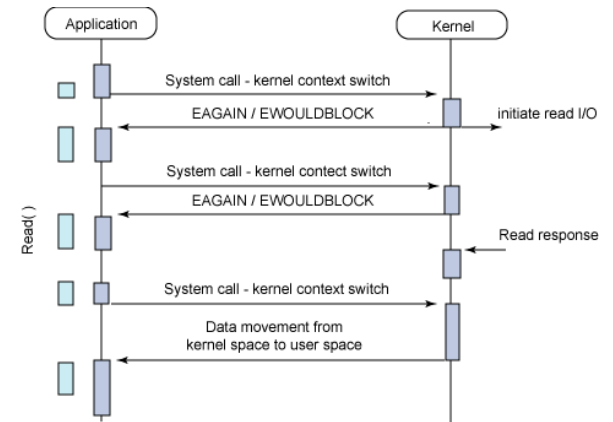 Application
Kernel
System call - kernel context switch
EAGAIN / EWOULDBLOCK
initiate read I/O
System call - kernel contect switch
EAGAIN / EWOULDBLOCK
Read( )
Read response
System call - kernel context switch
Data movement from
kernel space to user space